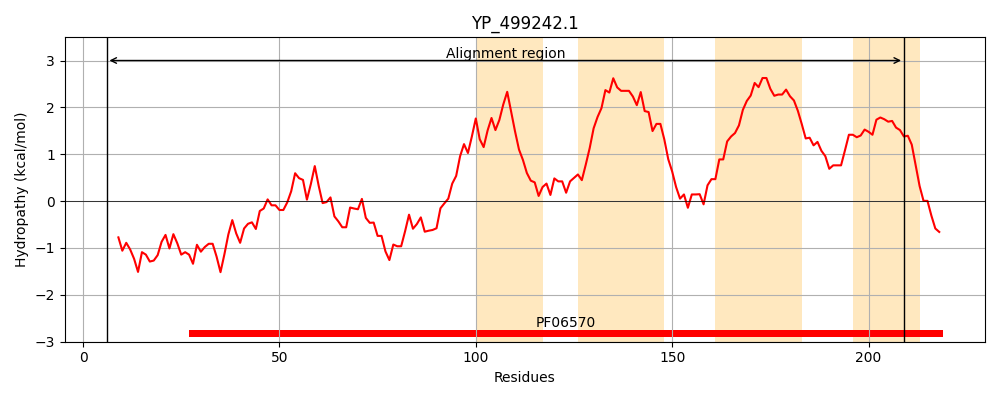 YP_499242.1
Alignment region
3
2
1
0
−1
−2
−3
Hydropathy (kcal/mol)
PF06570
0 50 100 150 200
Residues